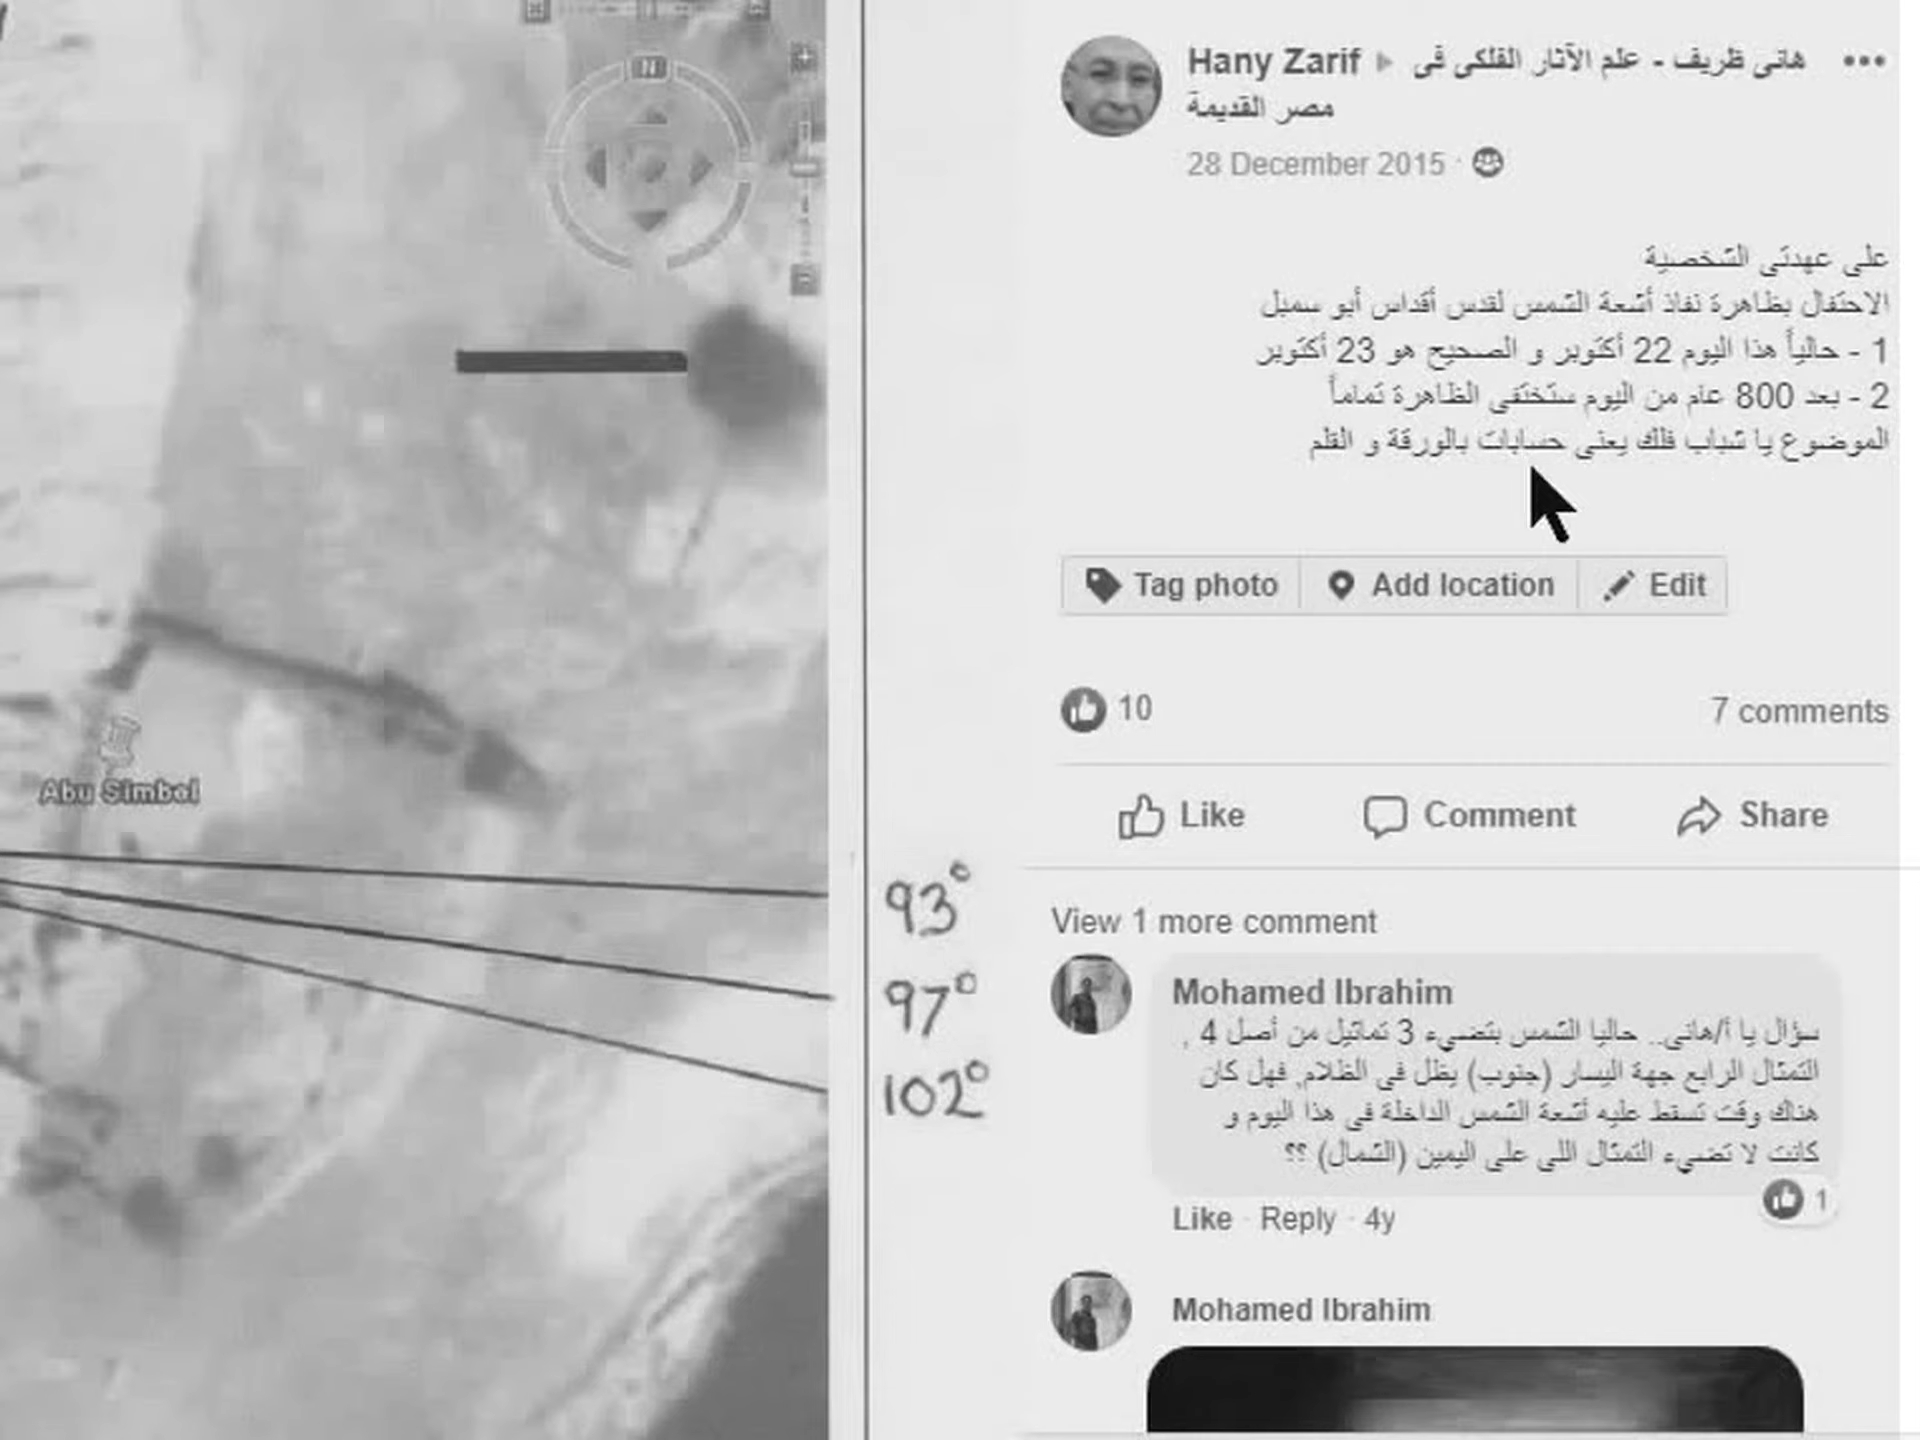 N
Abu Simbel
93°
97°
102°
Hany Zarif ▸ هانى ظريف - علم الآثار الفلكى فى
مصر القديمة
28 December 2015 ·
على عهدتى الشخصية
الاحتفال بظاهرة نفاذ أشعة الشمس لقدس أقداس أبو سمبل
1 - حالياً هذا اليوم 22 أكتوبر و الصحيح هو 23 أكتوبر
2 - بعد 800 عام من اليوم ستختفى الظاهرة تماماً
الموضوع يا شباب فلك يعنى حسابات بالورقة و القلم
Tag photo
Add location
Edit
10
7 comments
Like
Comment
Share
View 1 more comment
Mohamed Ibrahim
سؤال يا أ/هانى.. حاليا الشمس بتضيء 3 تماثيل من أصل 4 ,
التمثال الرابع جهة اليسار (جنوب) يظل فى الظلام, فهل كان
هناك وقت تسقط عليه أشعة الشمس الداخلة فى هذا اليوم و
كانت لا تضيء التمثال اللى على اليمين (الشمال) ؟؟
1
Like · Reply · 4y
Mohamed Ibrahim